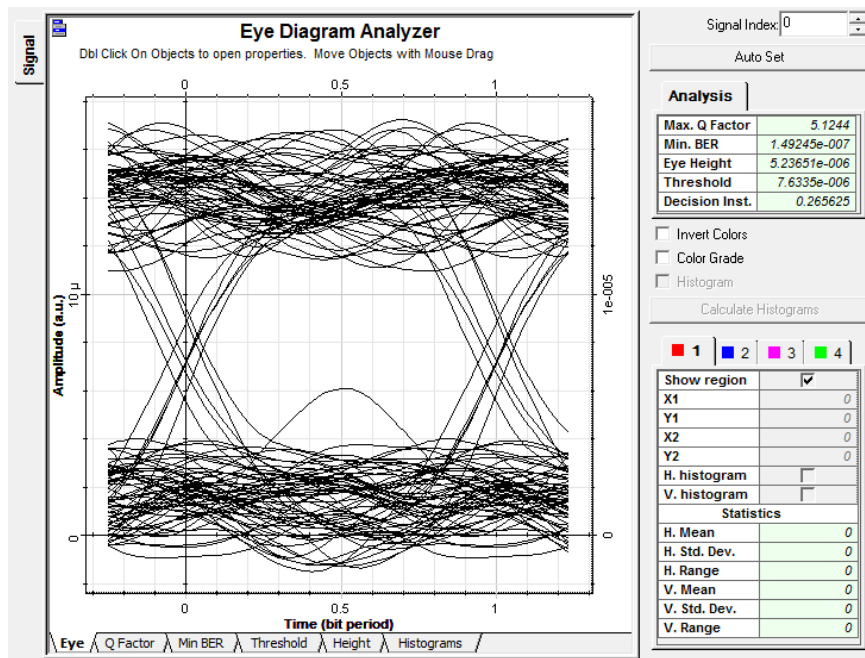 Signal
Eye Diagram Analyzer
Dbl Click On Objects to open properties. Move Objects with Mouse Drag
0 0.5 1
Amplitude (a.u.)
10 µ
0
1e-005
0
0 0.5 1
Time (bit period)
Eye Q Factor Min BER Threshold Height Histograms
Signal Index: 0
Auto Set
Analysis
Max. Q Factor 5.1244
Min. BER 1.49245e-007
Eye Height 5.23651e-006
Threshold 7.6335e-006
Decision Inst. 0.265625
Invert Colors
Color Grade
Histogram
Calculate Histograms
1 2 3 4
Show region
X1 0
Y1 0
X2 0
Y2 0
H. histogram
V. histogram
Statistics
H. Mean 0
H. Std. Dev. 0
H. Range 0
V. Mean 0
V. Std. Dev. 0
V. Range 0